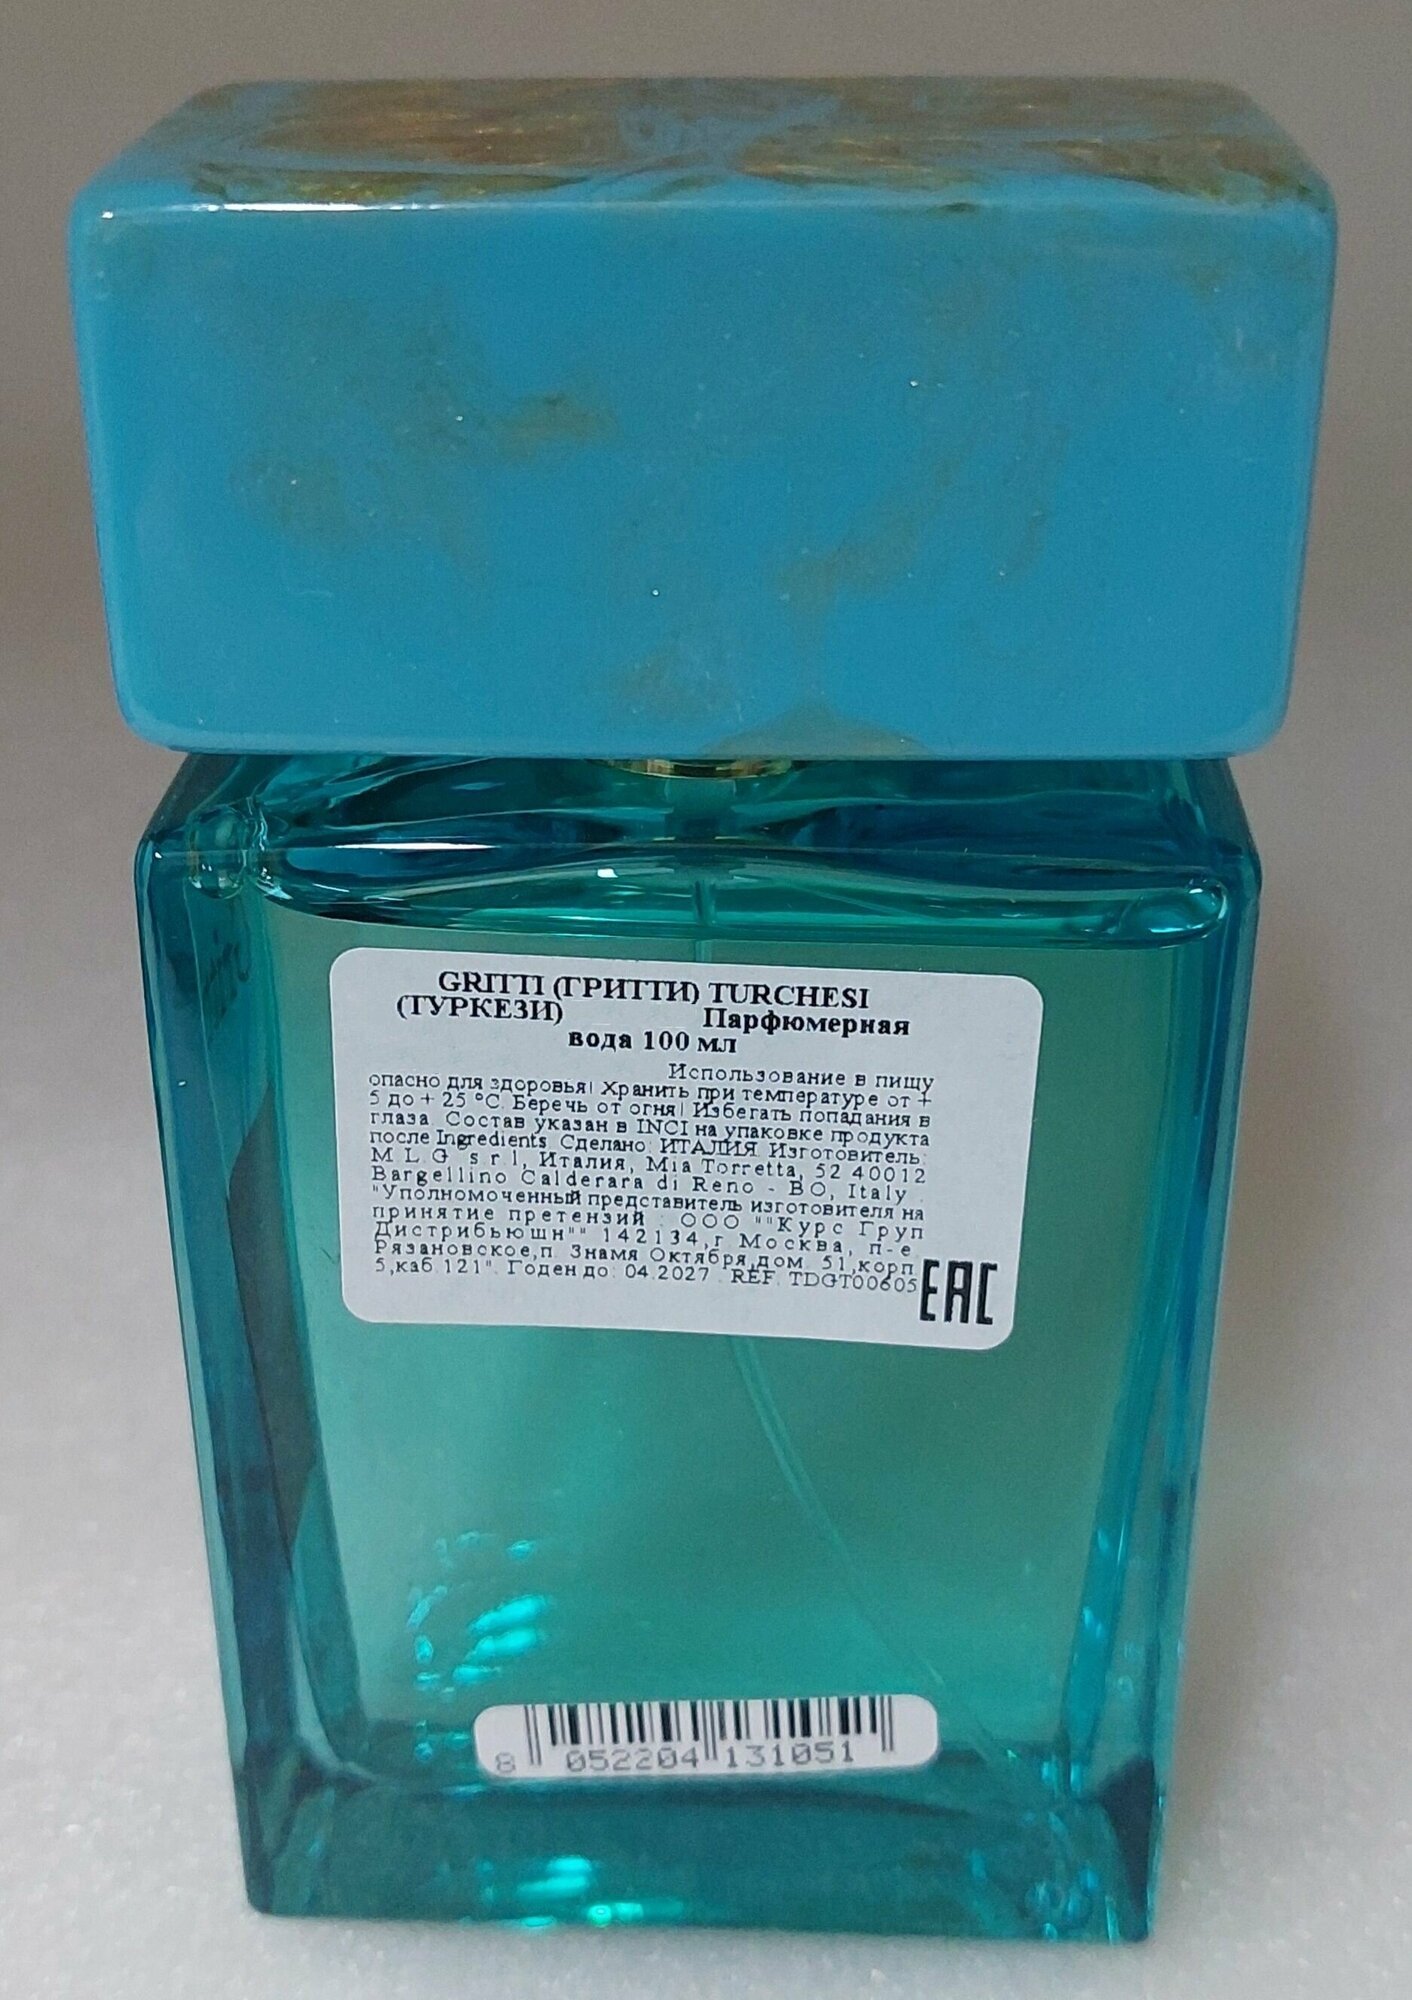 GRITTI (ГРИТТИ) TURCHESI
(ТУРКЕЗИ) Парфюмерная
вода 100 мл
Использование в пищу
опасно для здоровья! Хранить при температуре от +
5 до + 25 °C. Беречь от огня! Избегать попадания в
глаза. Состав указан в INCI на упаковке продукта
после Ingredients. Сделано: ИТАЛИЯ. Изготовитель:
M.L.G. s.r.l, Италия, Mia Torretta, 52 40012
Bargellino Calderara di Reno - BO, Italy .
"Уполномоченный представитель изготовителя на
принятие претензий : ООО ""Курс Груп
Дистрибьюшн"" 142134,г. Москва, п-е.
Рязановское,п. Знамя Октября,дом. 51,корп.
5,каб.121". Годен до: 04.2027 . REF. TDGT00605
EAC
8 052204 131051